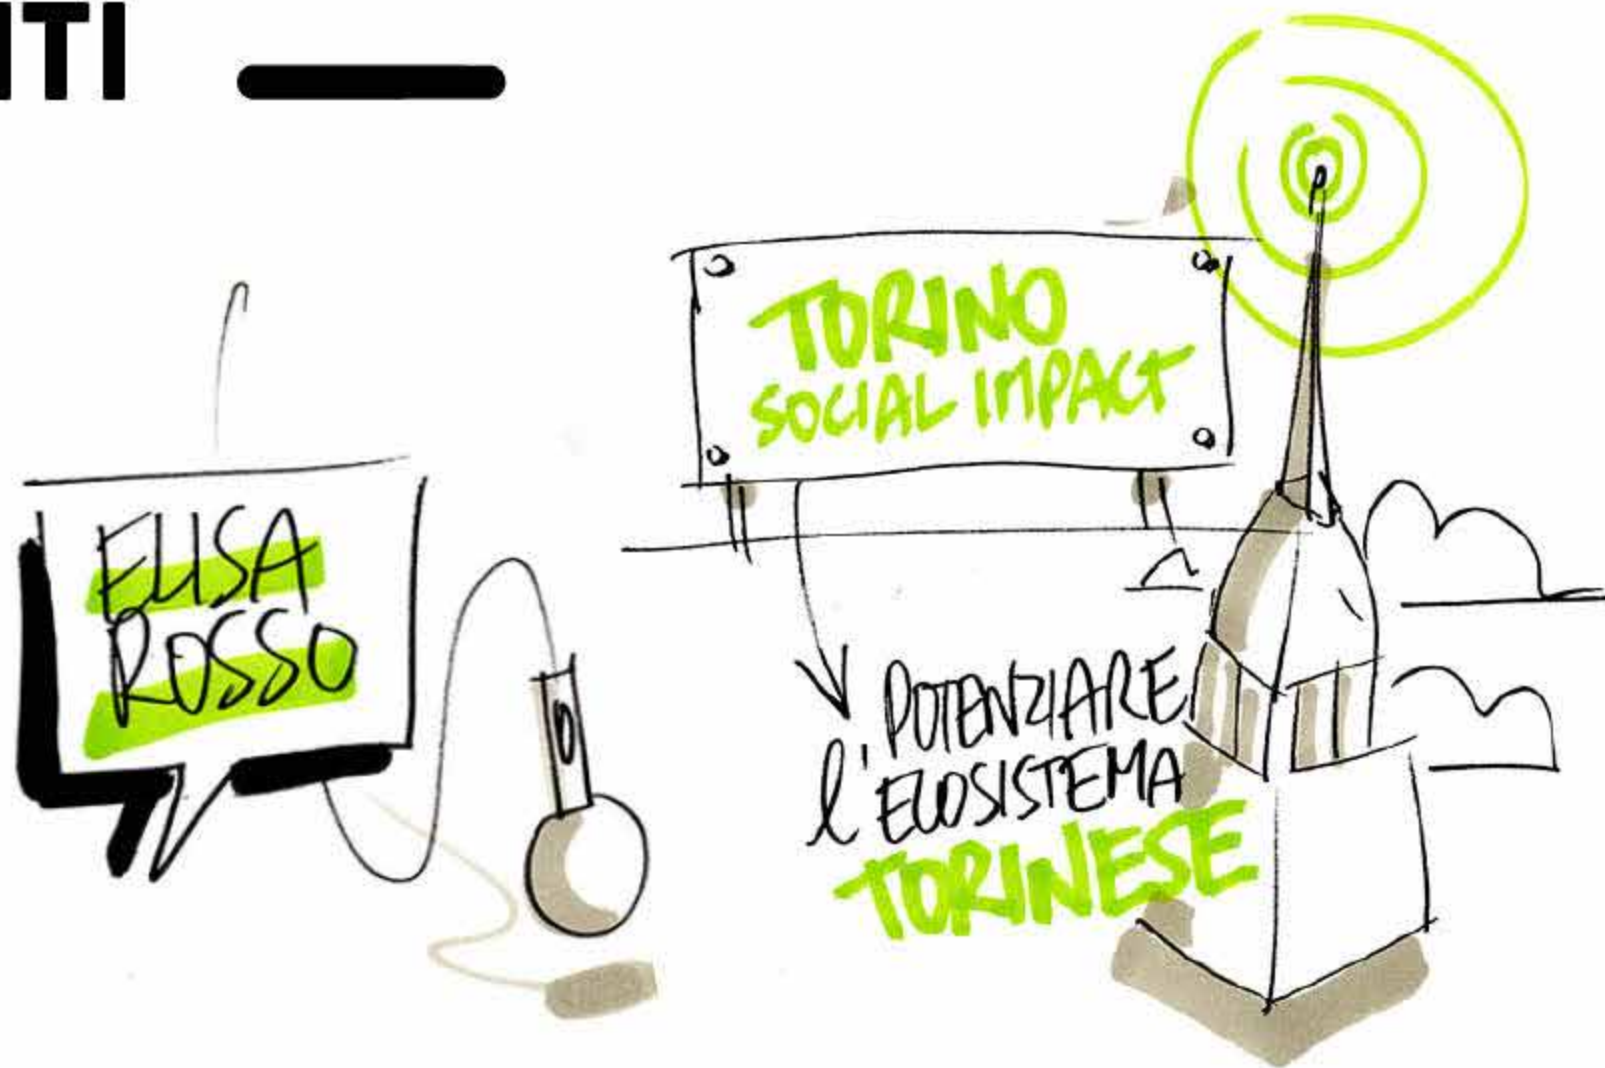 ITI
ELISA
ROSSO
TORINO
SOCIAL IMPACT
POTENZIARE
l'ECOSISTEMA
TORINESE